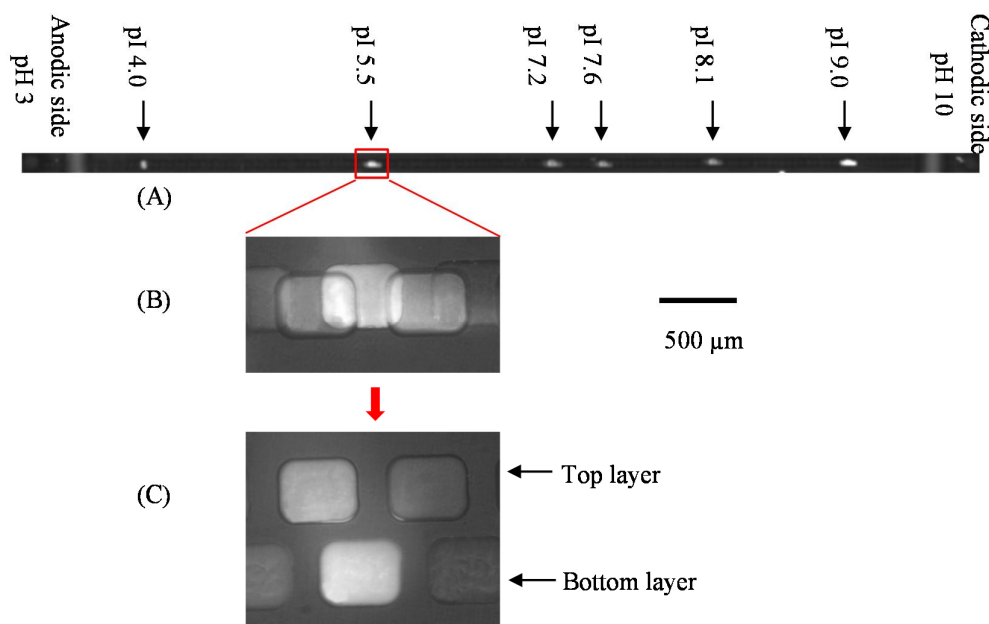 pH 3
Anodic side
pI 4.0
pI 5.5
pI 7.2
pI 7.6
pI 8.1
pI 9.0
pH 10
Cathodic side
(A)
(B)
500 µm
(C)
Top layer
Bottom layer